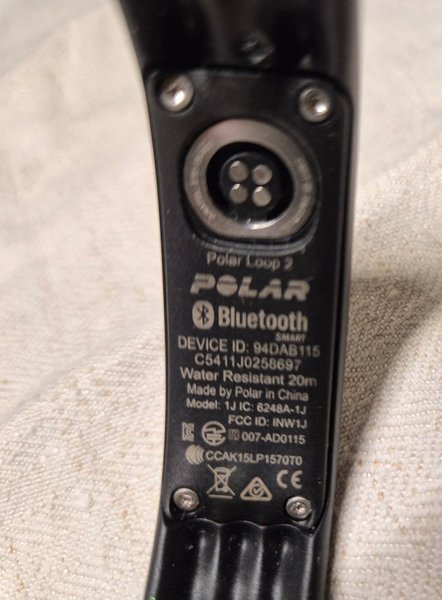 Polar Loop 2
POLAR
Bluetooth
SMART
DEVICE ID: 94DAB115
C5411J0258697
Water Resistant 20m
Made by Polar in China
Model: 1J IC: 6248A-1J
FCC ID: INW1J
007-AD0115
CCAK15LP1570T0
CE